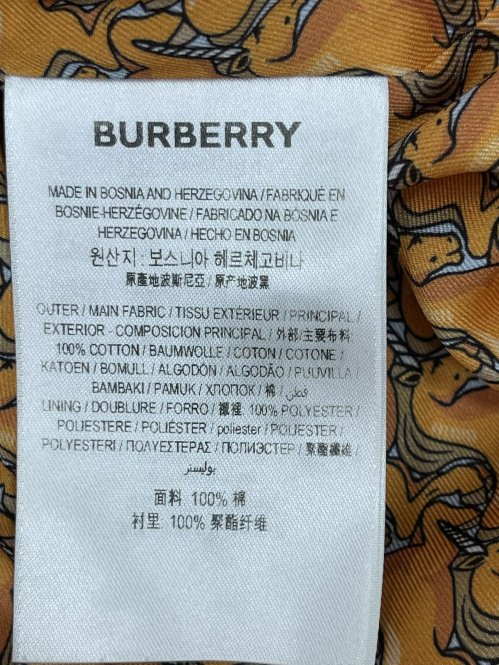 BURBERRY
MADE IN BOSNIA AND HERZEGOVINA / FABRIQUÉ EN
BOSNIE-HERZÉGOVINE / FABRICADO NA BÓSNIA E
HERZEGOVINA / HECHO EN BOSNIA
원산지 : 보스니아 헤르체고비나
原產地波斯尼亞 / 原产地波黑
OUTER / MAIN FABRIC / TISSU EXTÉRIEUR / PRINCIPAL /
EXTERIOR - COMPOSICIÓN PRINCIPAL / 外部/主要布料
100% COTTON / BAUMWOLLE / COTON / COTONE /
KATOEN / BOMULL / ALGODÓN / ALGODÃO / PUUVILLA /
BAMBAKI / PAMUK / ХЛОПОК / 棉 / قطن /
LINING / DOUBLURE / FORRO / 襯裡 100% POLYESTER /
POLIESTERE / POLIÉSTER / poliester / POLJESTER /
POLYESTERI / ΠΟΛΥΕΣΤΕΡΑΣ / ПОЛИЭСТЕР / 聚酯纖維 /
بوليستر
面料 100% 棉
衬里 100% 聚酯纤维